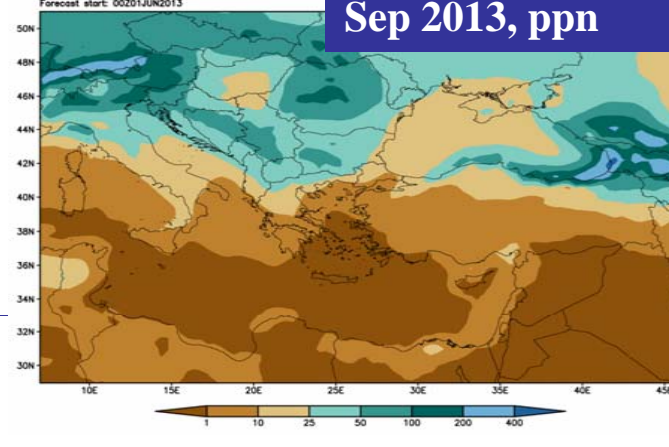 Forecast start: 00Z01JUN2013
Sep 2013, ppn
50N
48N
46N
44N
42N
40N
38N
36N
34N
32N
30N
10E 15E 20E 25E 30E 35E 40E 45E
1 10 25 50 100 200 400